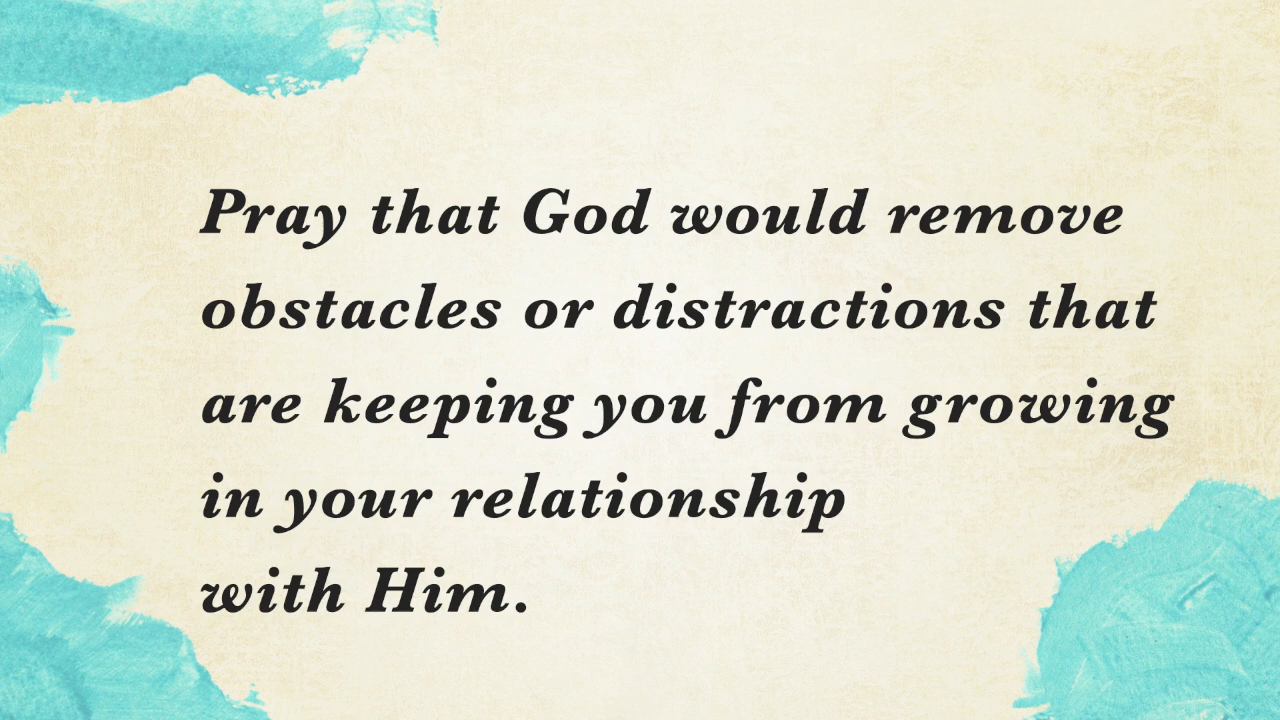 Pray that God would remove
obstacles or distractions that
are keeping you from growing
in your relationship
with Him.